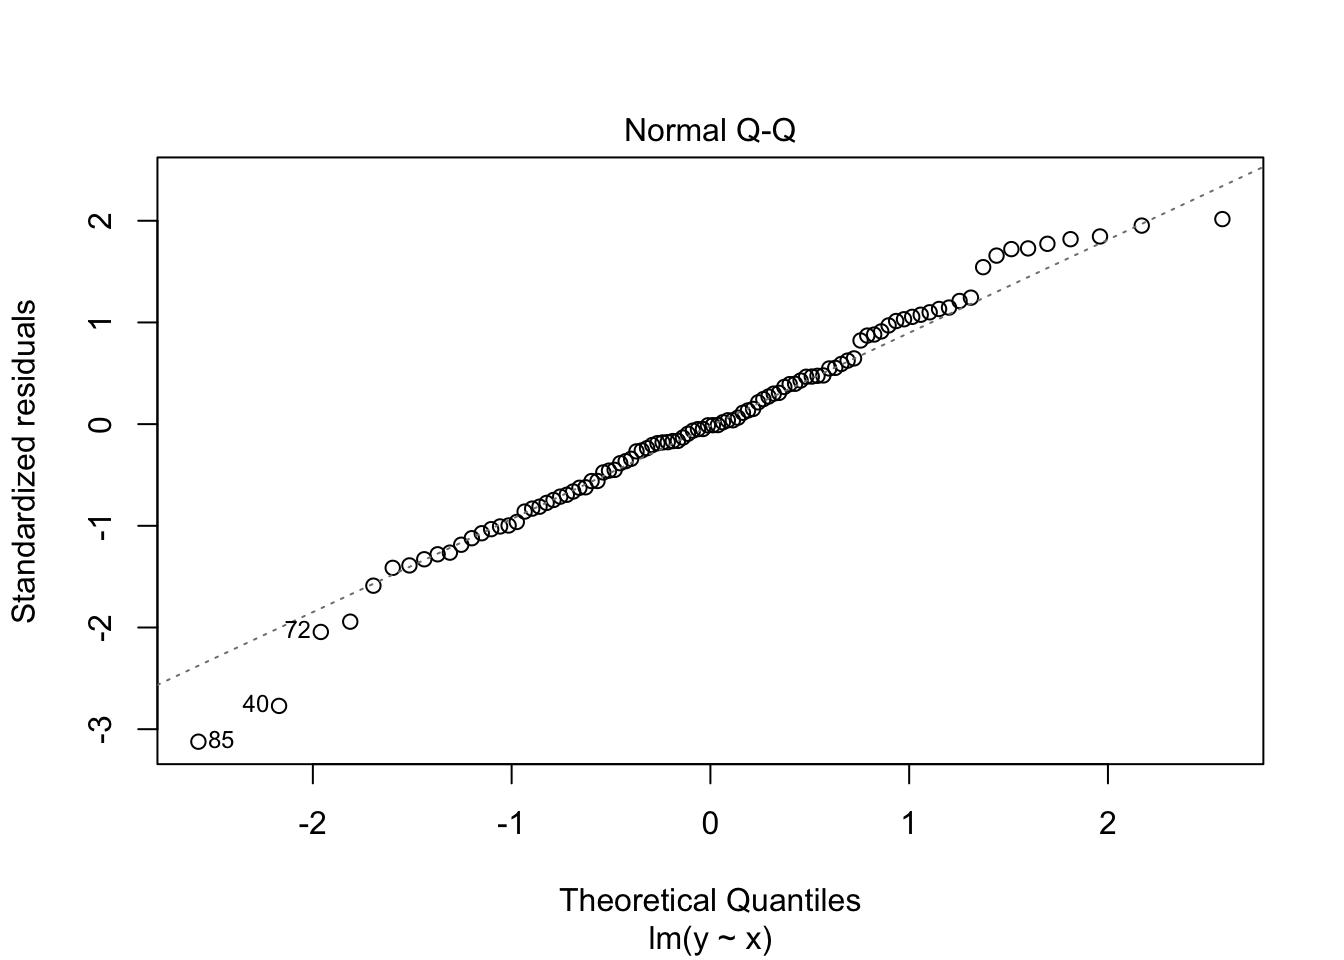 Normal Q-Q
Standardized residuals
2
1
0
-1
-2
-3
72
40
85
-2 -1 0 1 2
Theoretical Quantiles
lm(y ~ x)